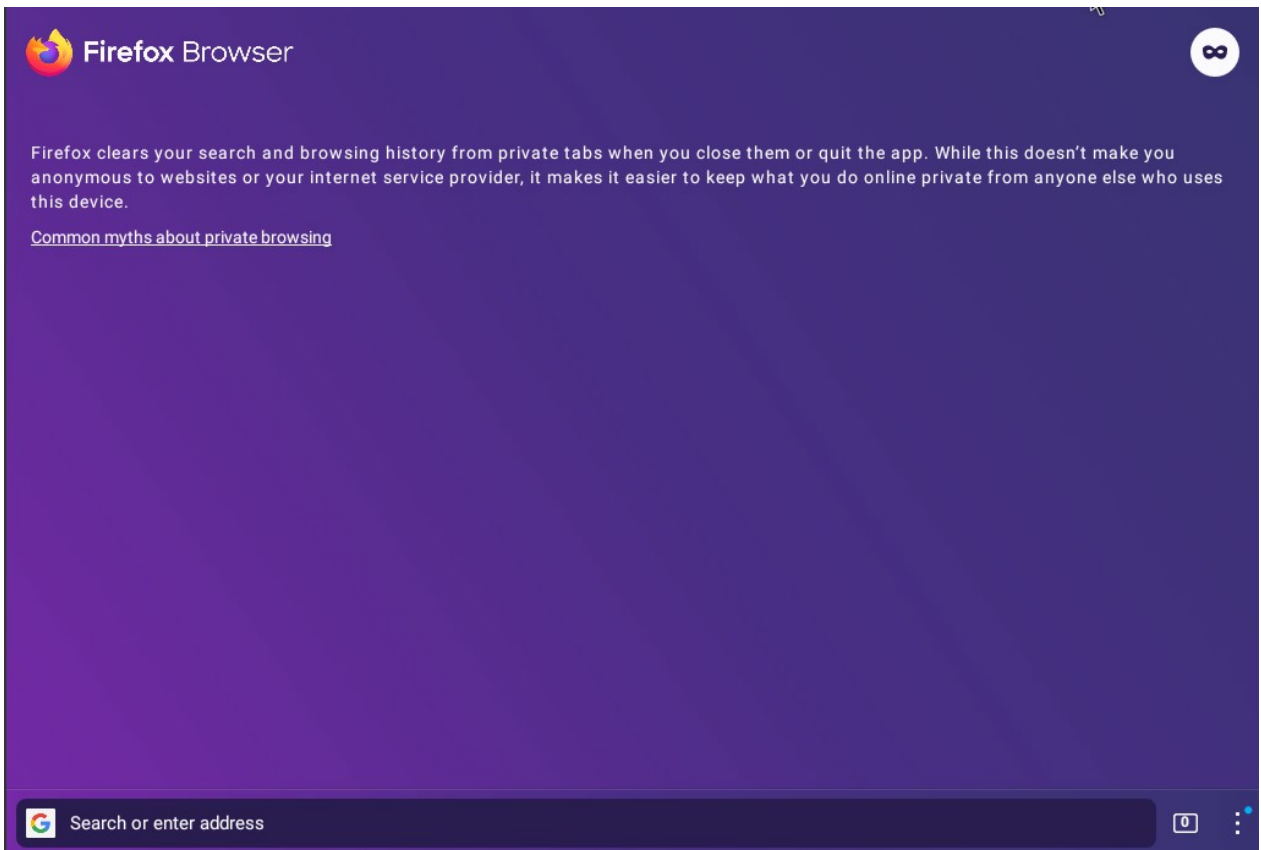 Firefox Browser
Firefox clears your search and browsing history from private tabs when you close them or quit the app. While this doesn’t make you
anonymous to websites or your internet service provider, it makes it easier to keep what you do online private from anyone else who uses
this device.
Common myths about private browsing
G Search or enter address
0